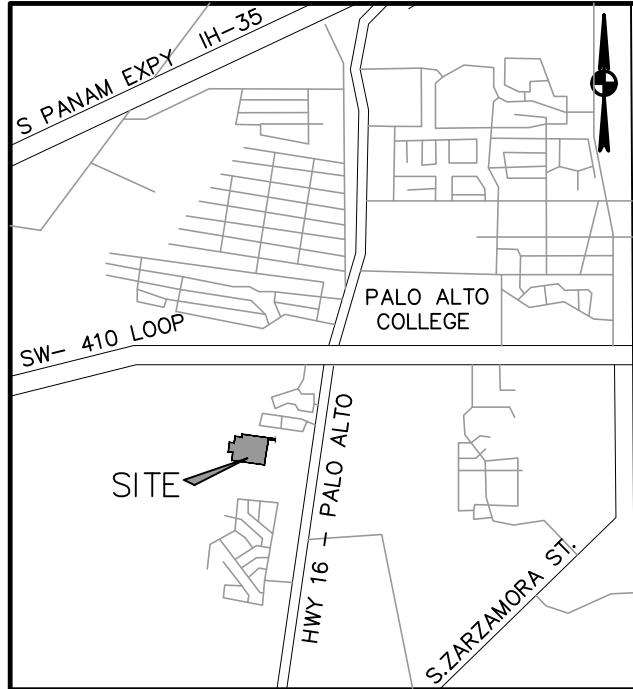 S PANAM EXPY IH-35
PALO ALTO
COLLEGE
SW- 410 LOOP
SITE
HWY 16 - PALO ALTO
S.ZARZAMORA ST.